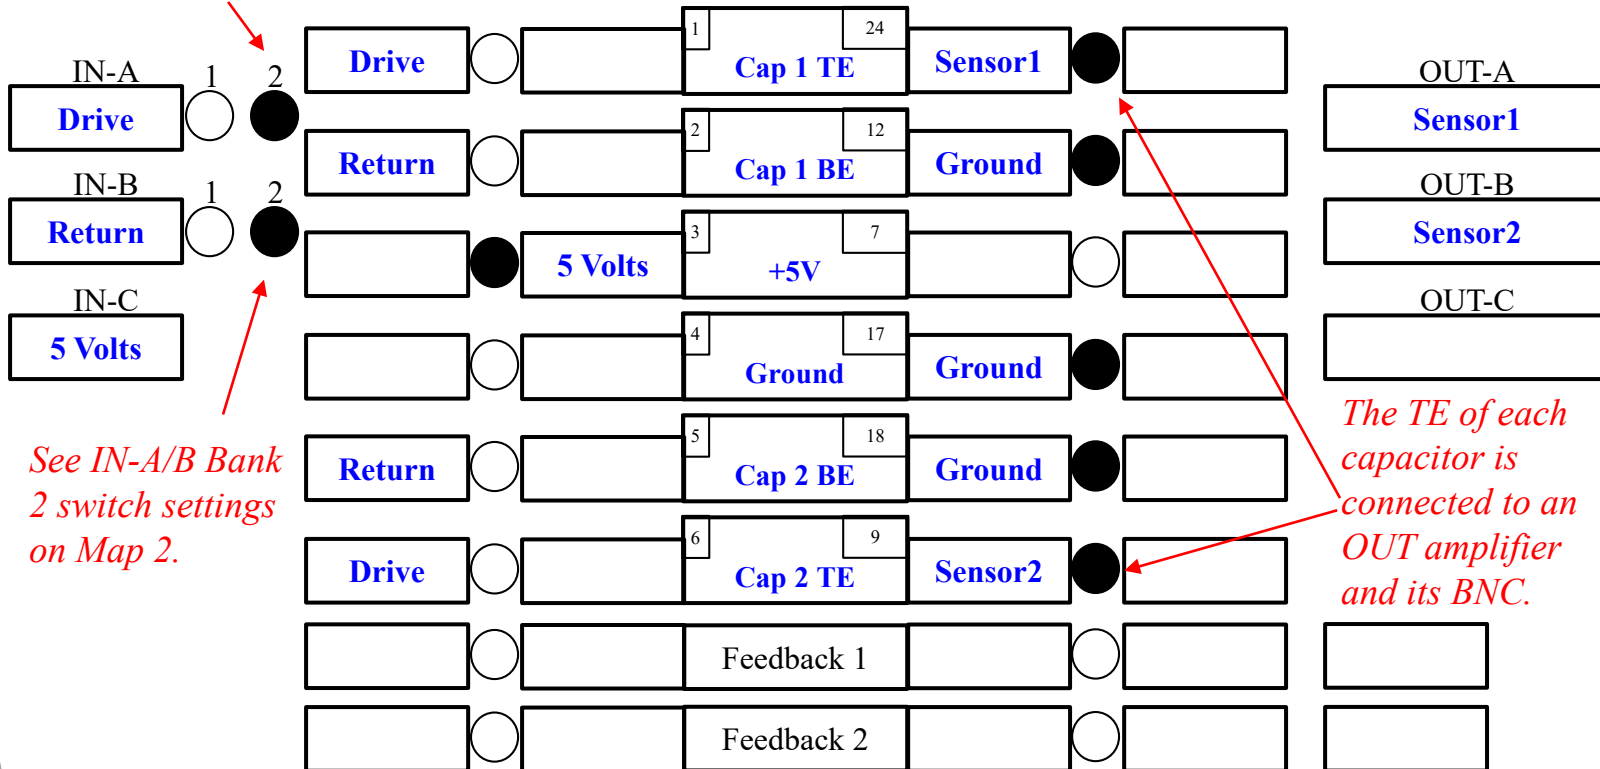 IN-A
1
2
Drive
IN-B
1
2
Return
IN-C
5 Volts
See IN-A/B Bank
2 switch settings
on Map 2.
Drive
1
24
Cap 1 TE
Sensor1
Return
2
12
Cap 1 BE
Ground
5 Volts
3
7
+5V
4
17
Ground
Ground
Return
5
18
Cap 2 BE
Ground
Drive
6
9
Cap 2 TE
Sensor2
Feedback 1
Feedback 2
OUT-A
Sensor1
OUT-B
Sensor2
OUT-C
The TE of each
capacitor is
connected to an
OUT amplifier
and its BNC.